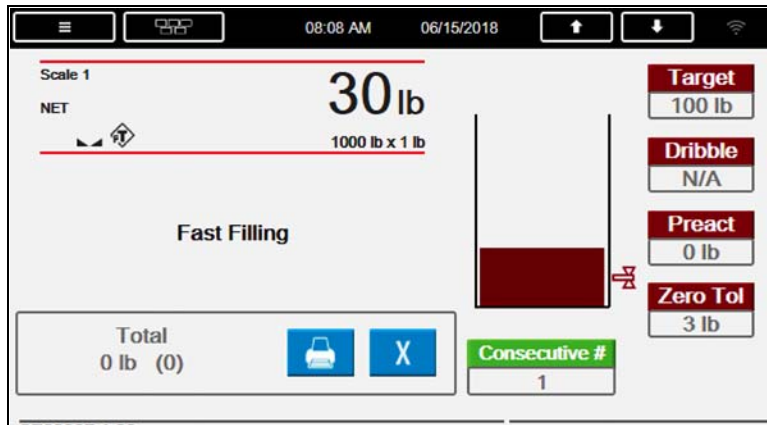 08:08 AM 06/15/2018
Scale 1
30 lb
NET
1000 lb x 1 lb
Fast Filling
Target
100 lb
Dribble
N/A
Preact
0 lb
Zero Tol
3 lb
Total
0 lb (0)
X
Consecutive #
1